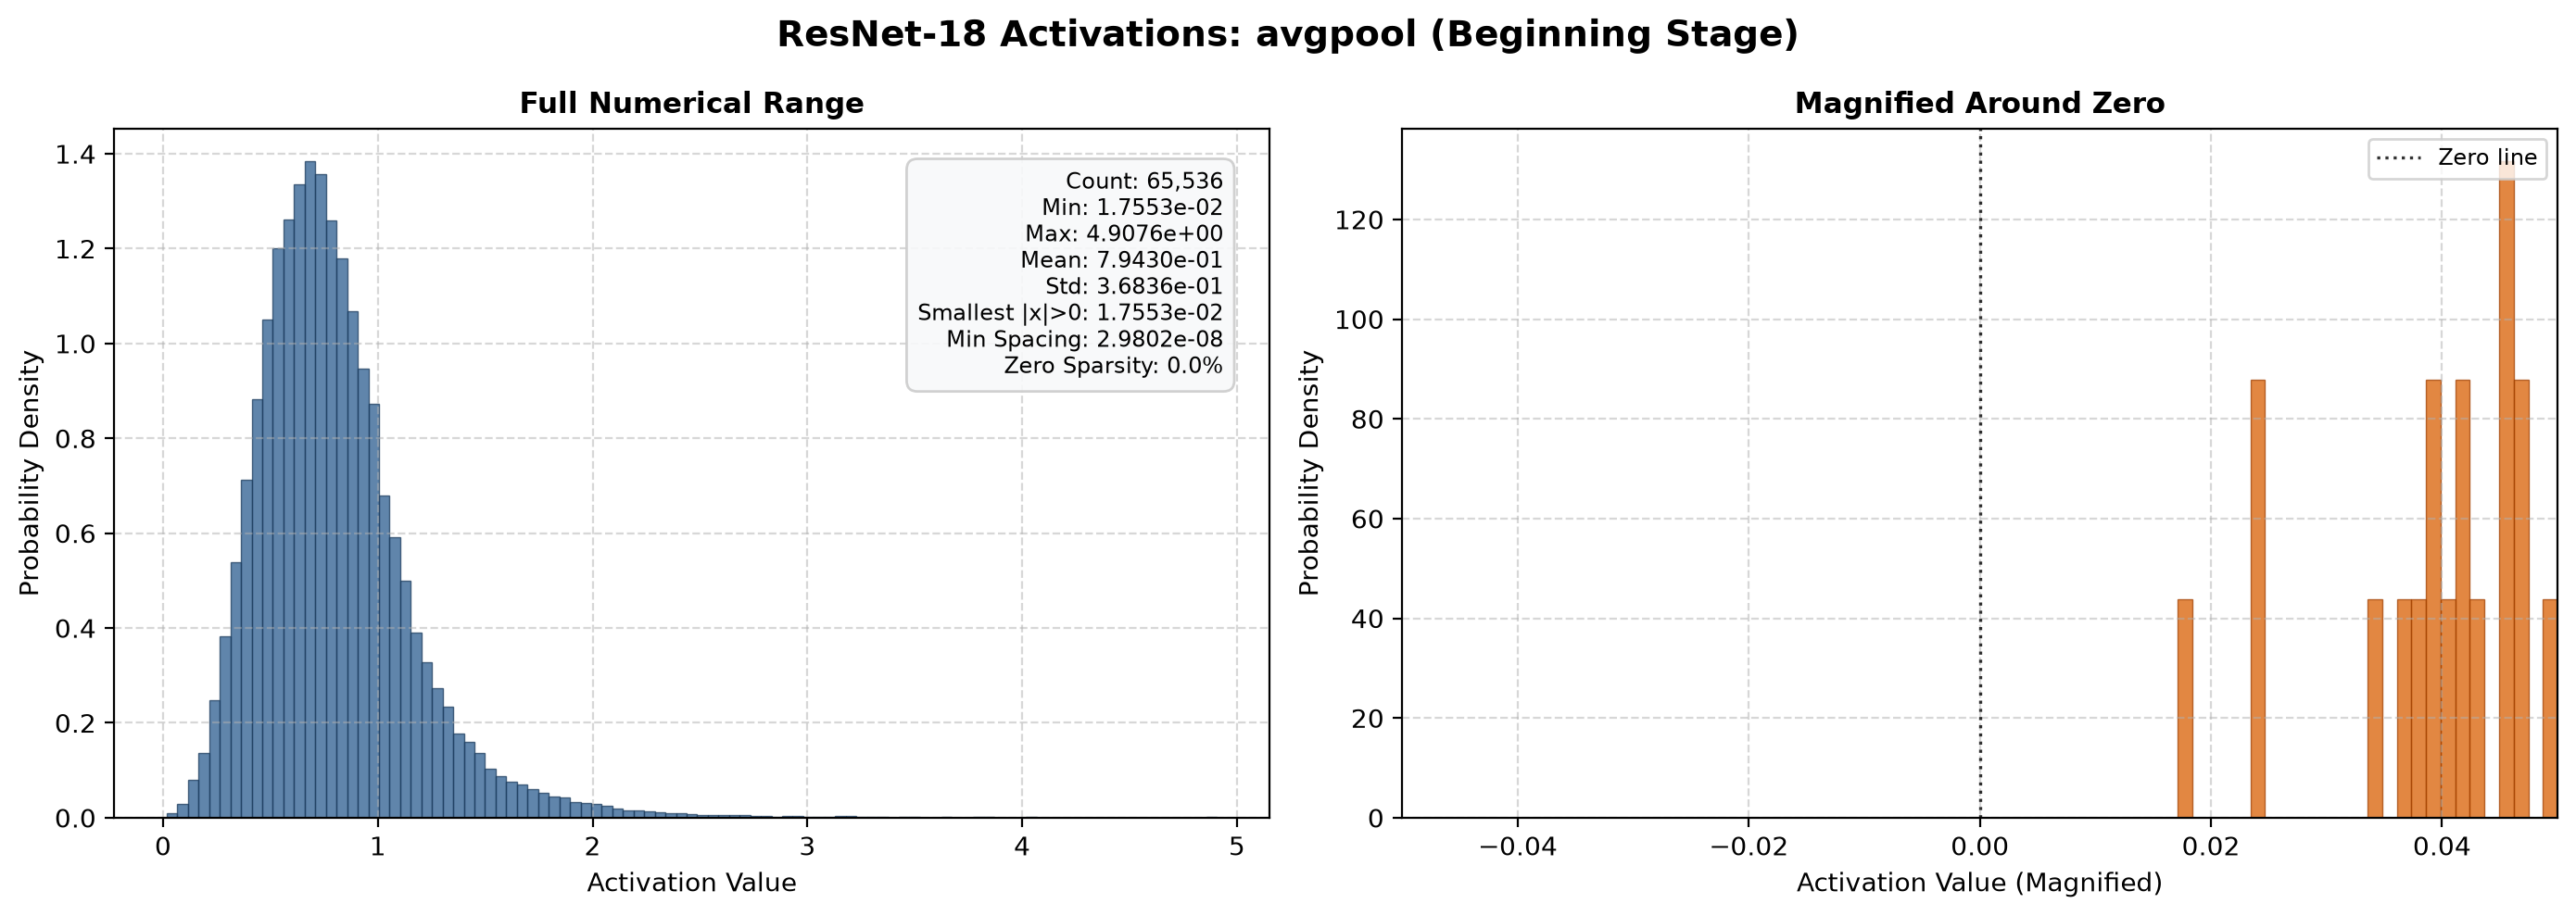 ResNet-18 Activations: avgpool (Beginning Stage)
Full Numerical Range
Probability Density
1.4
1.2
1.0
0.8
0.6
0.4
0.2
0.0
Count: 65,536
Min: 1.7553e-02
Max: 4.9076e+00
Mean: 7.9430e-01
Std: 3.6836e-01
Smallest |x|>0: 1.7553e-02
Min Spacing: 2.9802e-08
Zero Sparsity: 0.0%
0 1 2 3 4 5
Activation Value
Magnified Around Zero
Probability Density
Zero line
120
100
80
60
40
20
0
−0.04 −0.02 0.00 0.02 0.04
Activation Value (Magnified)